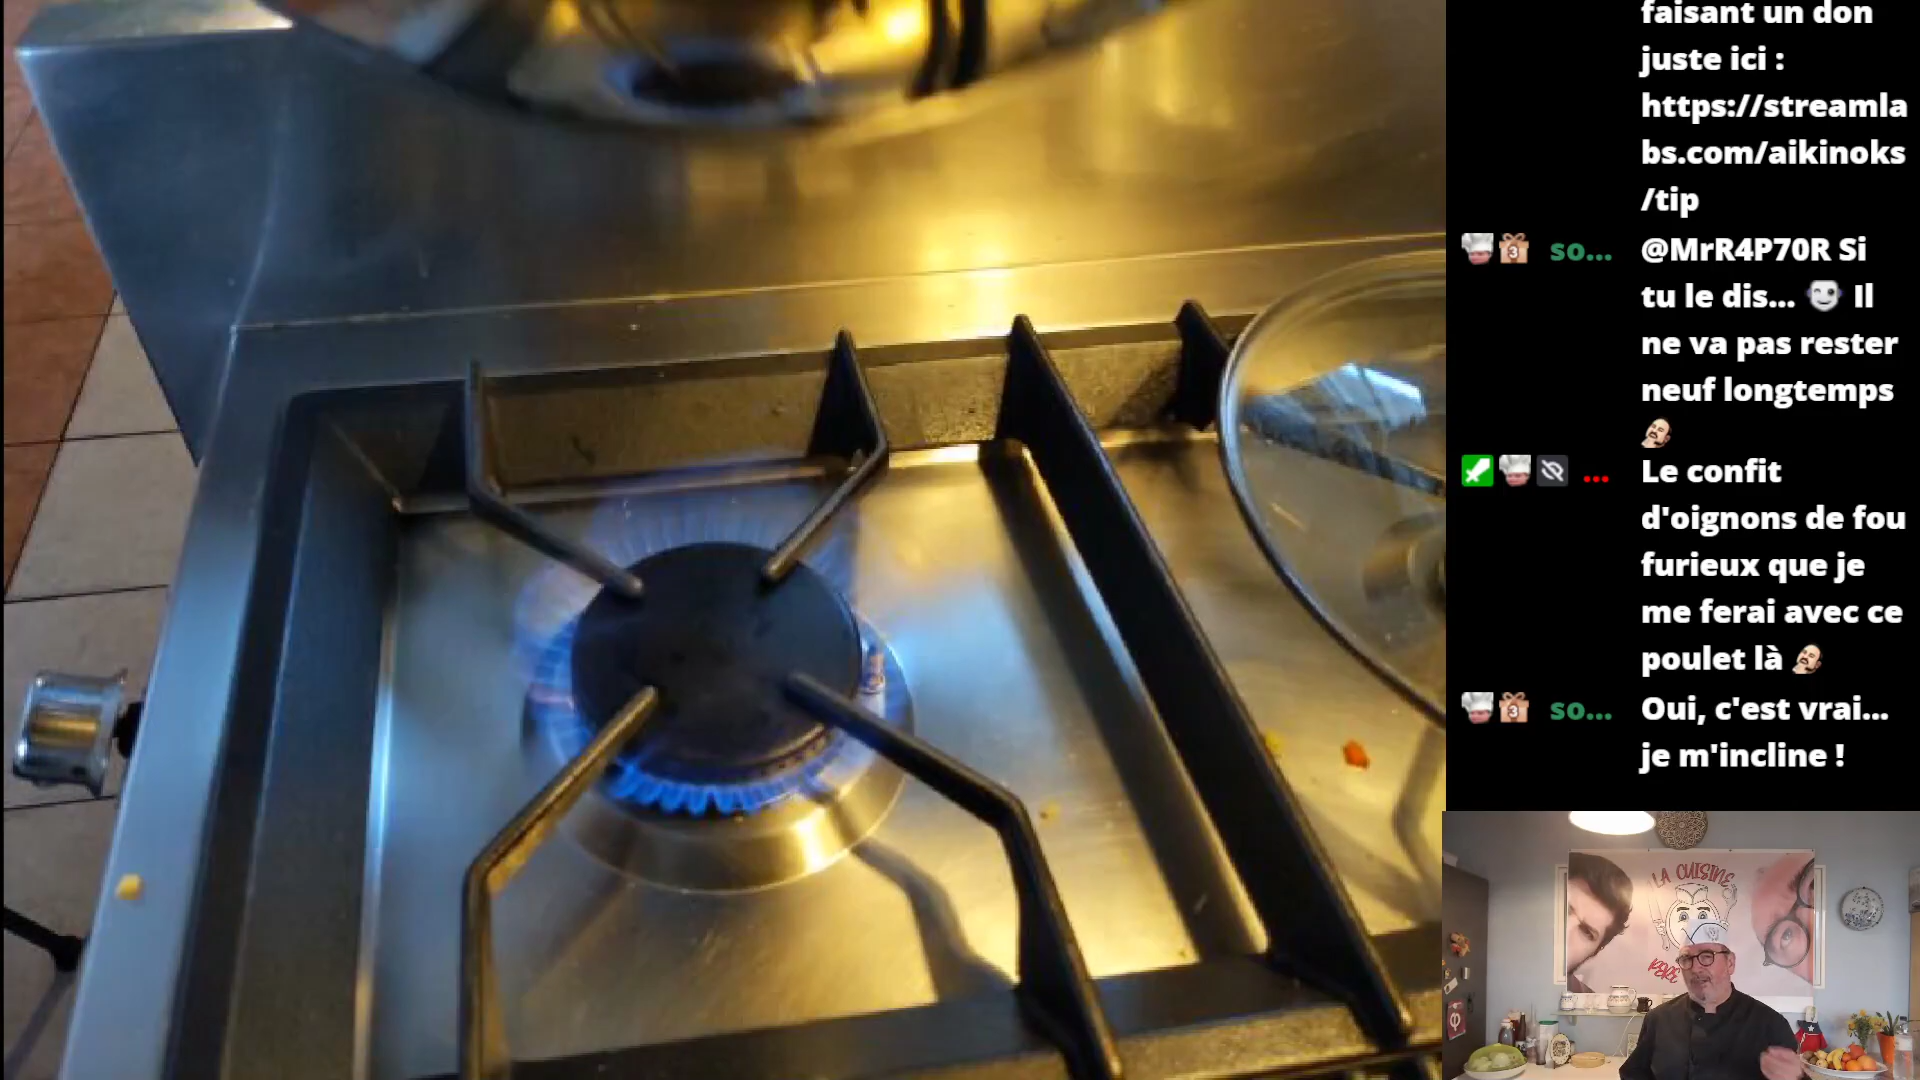 faisant un don
juste ici :
https://streamla
bs.com/aikinoks
/tip
so... @MrR4P70R Si
tu le dis... Il
ne va pas rester
neuf longtemps
... Le confit
d'oignons de fou
furieux que je
me ferai avec ce
poulet là
so... Oui, c'est vrai...
je m'incline !
LA CUISINE